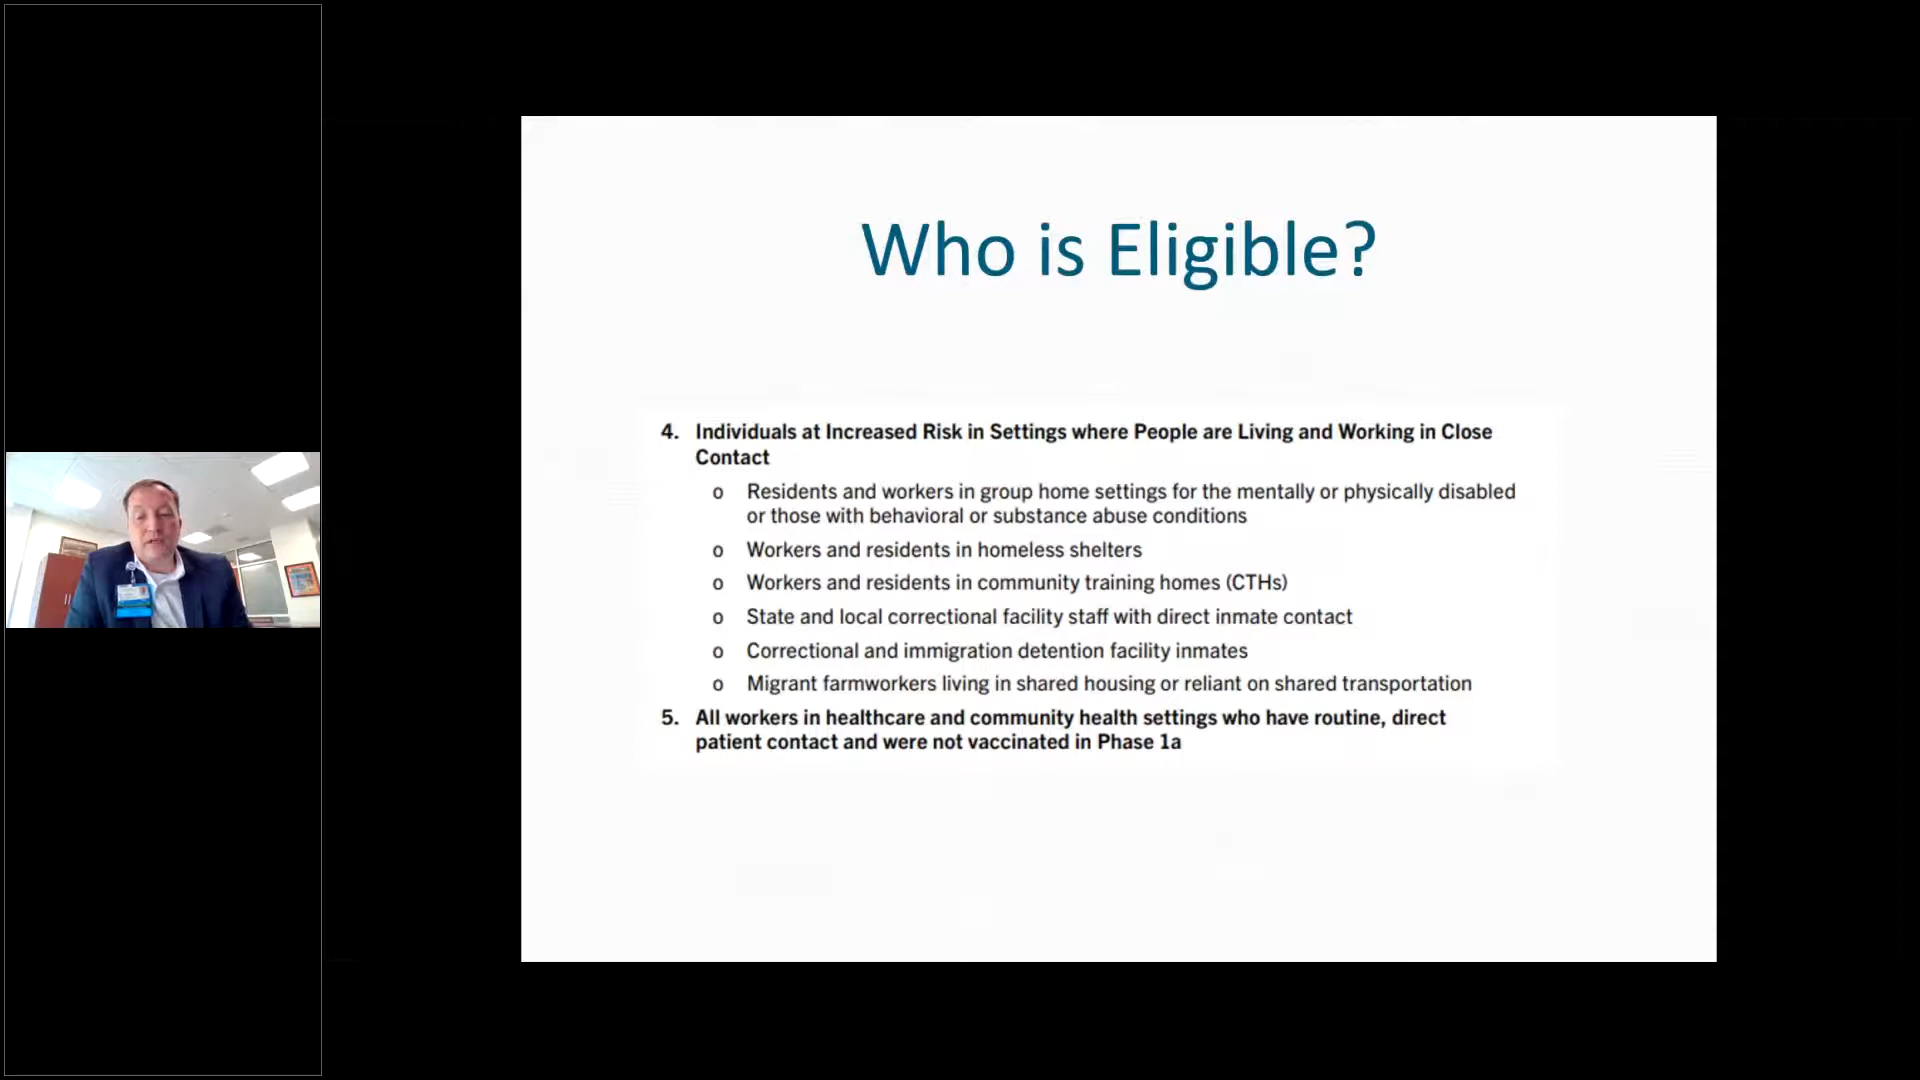 Who is Eligible?
4. Individuals at Increased Risk in Settings where People are Living and Working in Close
Contact
o Residents and workers in group home settings for the mentally or physically disabled
or those with behavioral or substance abuse conditions
o Workers and residents in homeless shelters
o Workers and residents in community training homes (CTHs)
o State and local correctional facility staff with direct inmate contact
o Correctional and immigration detention facility inmates
o Migrant farmworkers living in shared housing or reliant on shared transportation
5. All workers in healthcare and community health settings who have routine, direct
patient contact and were not vaccinated in Phase 1a